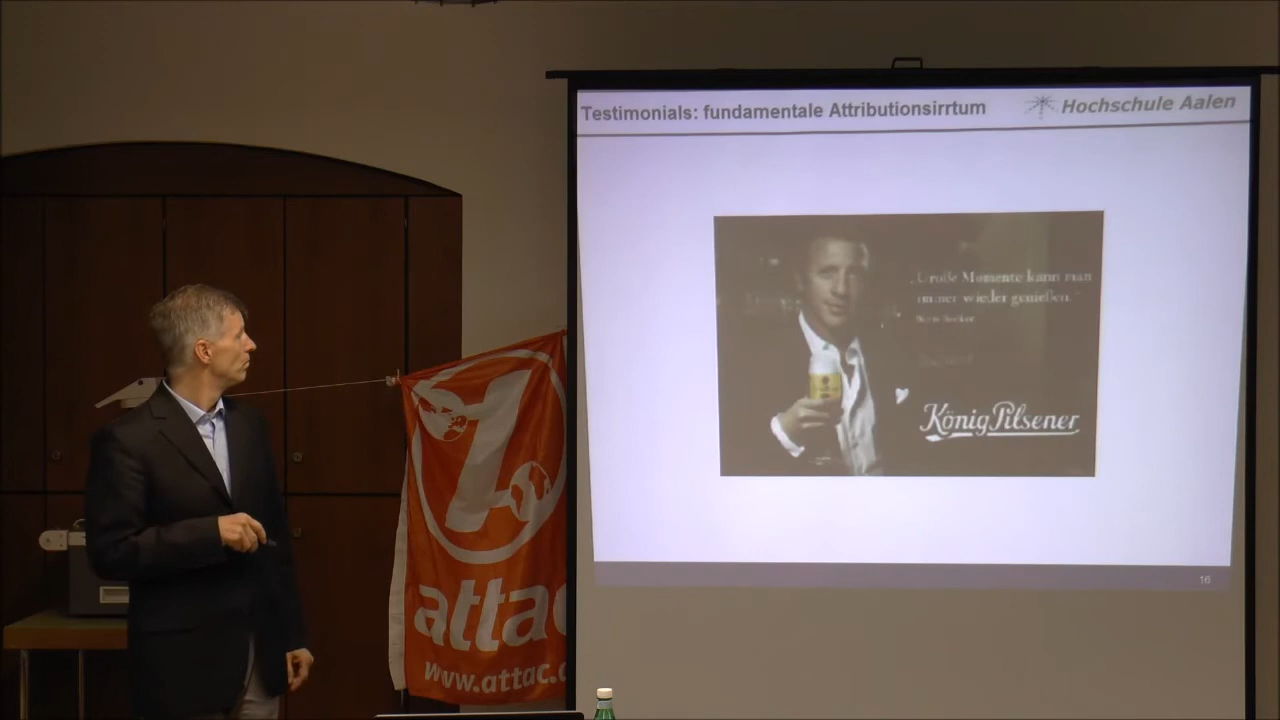 Testimonials: fundamentale Attributionsirrtum
Hochschule Aalen
„Große Momente kann man
immer wieder genießen."
König Pilsener
16
attac
www.attac.